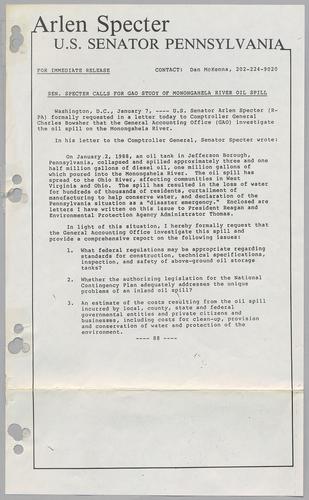 Arlen Specter
U.S. SENATOR PENNSYLVANIA
FOR IMMEDIATE RELEASE CONTACT: Dan McKenna, 202-224-9020
SEN. SPECTER CALLS FOR GAO STUDY OF MONONGAHELA RIVER OIL SPILL
Washington, D.C., January 7, ---- U.S. Senator Arlen Specter (R-
PA) formally requested in a letter today to Comptroller General
Charles Bowsher that the General Accounting Office (GAO) investigate
the oil spill on the Monongahela River.
In his letter to the Comptroller General, Senator Specter wrote:
On January 2, 1988, an oil tank in Jefferson Borough,
Pennsylvania, collapsed and spilled approximately three and one
half million gallons of diesel oil, one million gallons of
which poured into the Monongahela River. The oil spill has
spread to the Ohio River, affecting communities in West
Virginia and Ohio. The spill has resulted in the loss of water
for hundreds of thousands of residents, curtailment of
manufacturing to help conserve water, and declaration of the
Pennsylvania situation as a "disaster emergency." Enclosed are
letters I have written on this issue to President Reagan and
Environmental Protection Agency Administrator Thomas.
In light of this situation, I hereby formally request that
the General Accounting Office investigate this spill and
provide a comprehensive report on the following issues:
1. What federal regulations may be appropriate regarding
standards for construction, technical specifications,
inspection, and safety of above-ground oil storage
tanks?
2. Whether the authorizing legislation for the National
Contingency Plan adequately addresses the unique
problems of an inland oil spill?
3. An estimate of the costs resulting from the oil spill
incurred by local, county, state and federal
governmental entities and private citizens and
businesses, including costs for clean-up, provision
and conservation of water and protection of the
environment.
---- 88 ----